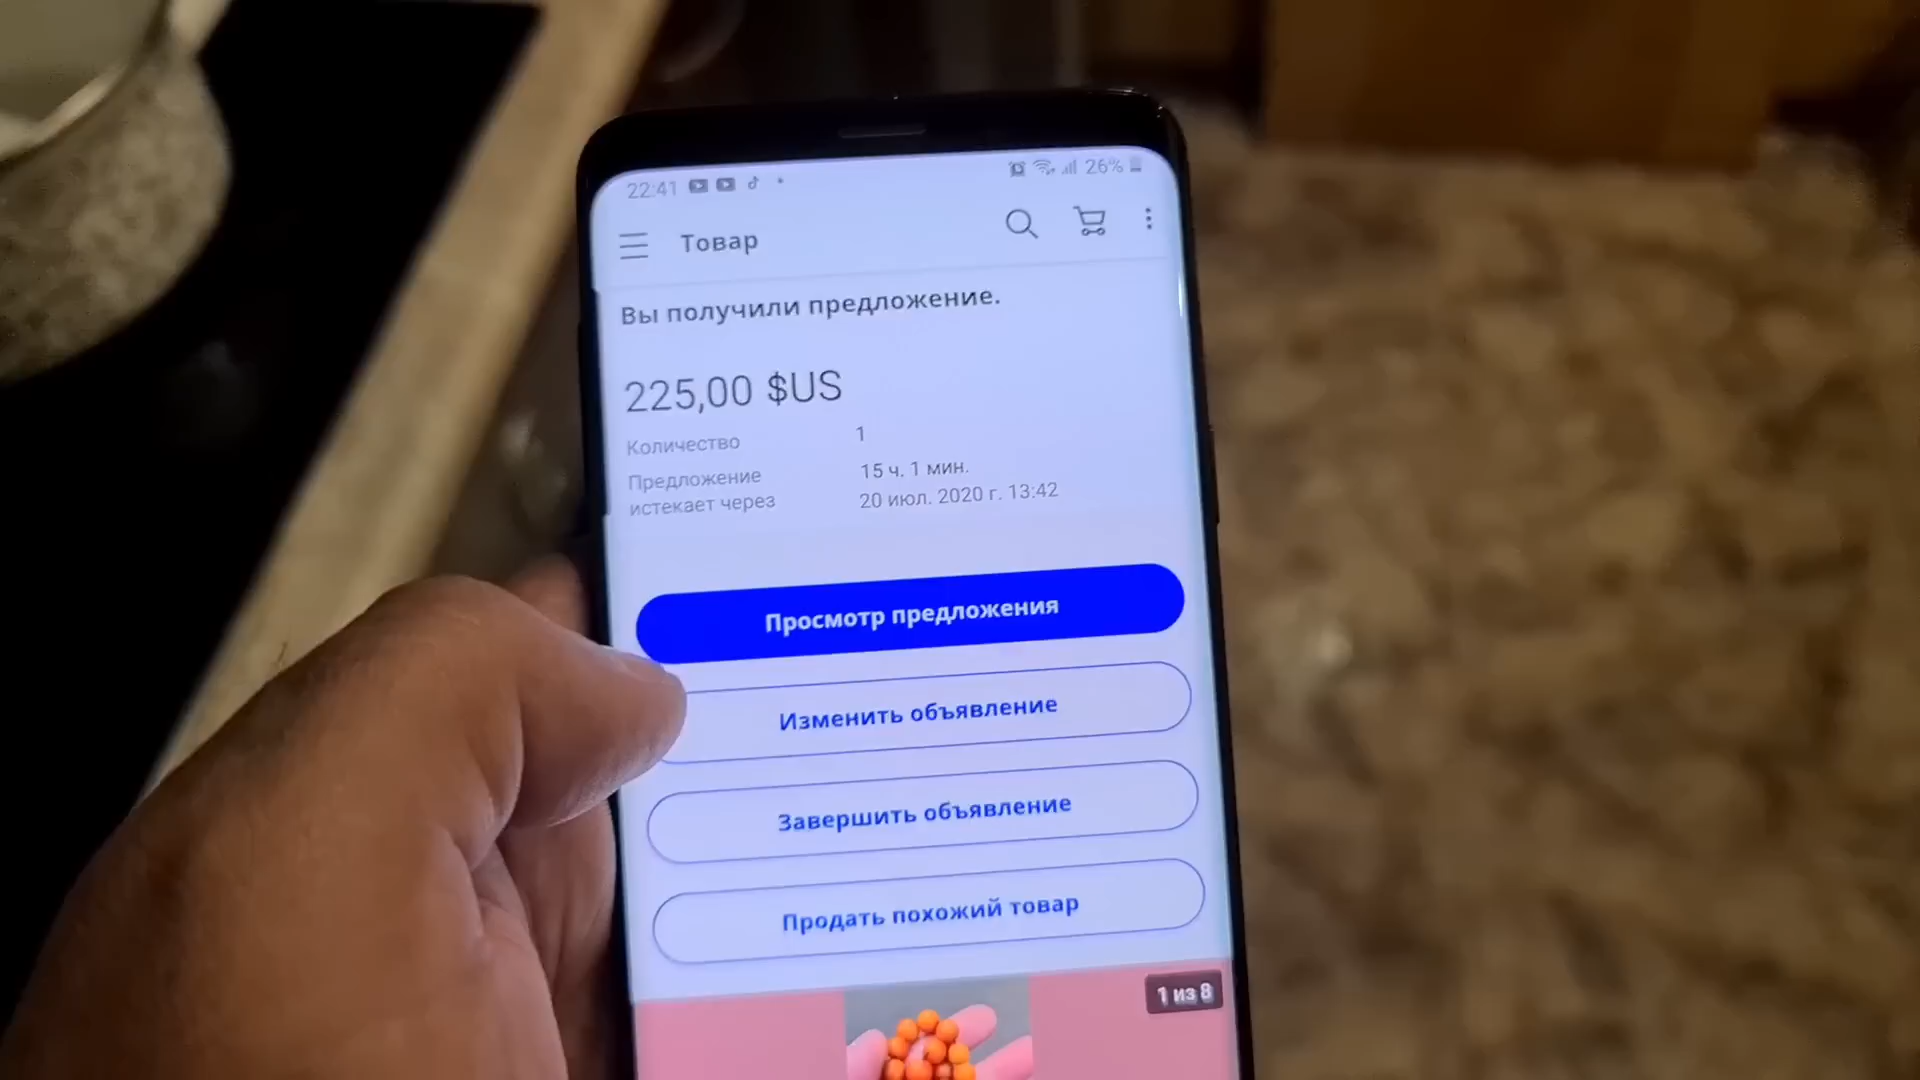 22:41 26%
Товар
Вы получили предложение.
225,00 $US
Количество 1
Предложение истекает через 15 ч. 1 мин.
20 июл. 2020 г. 13:42
Просмотр предложения
Изменить объявление
Завершить объявление
Продать похожий товар
1 из 8